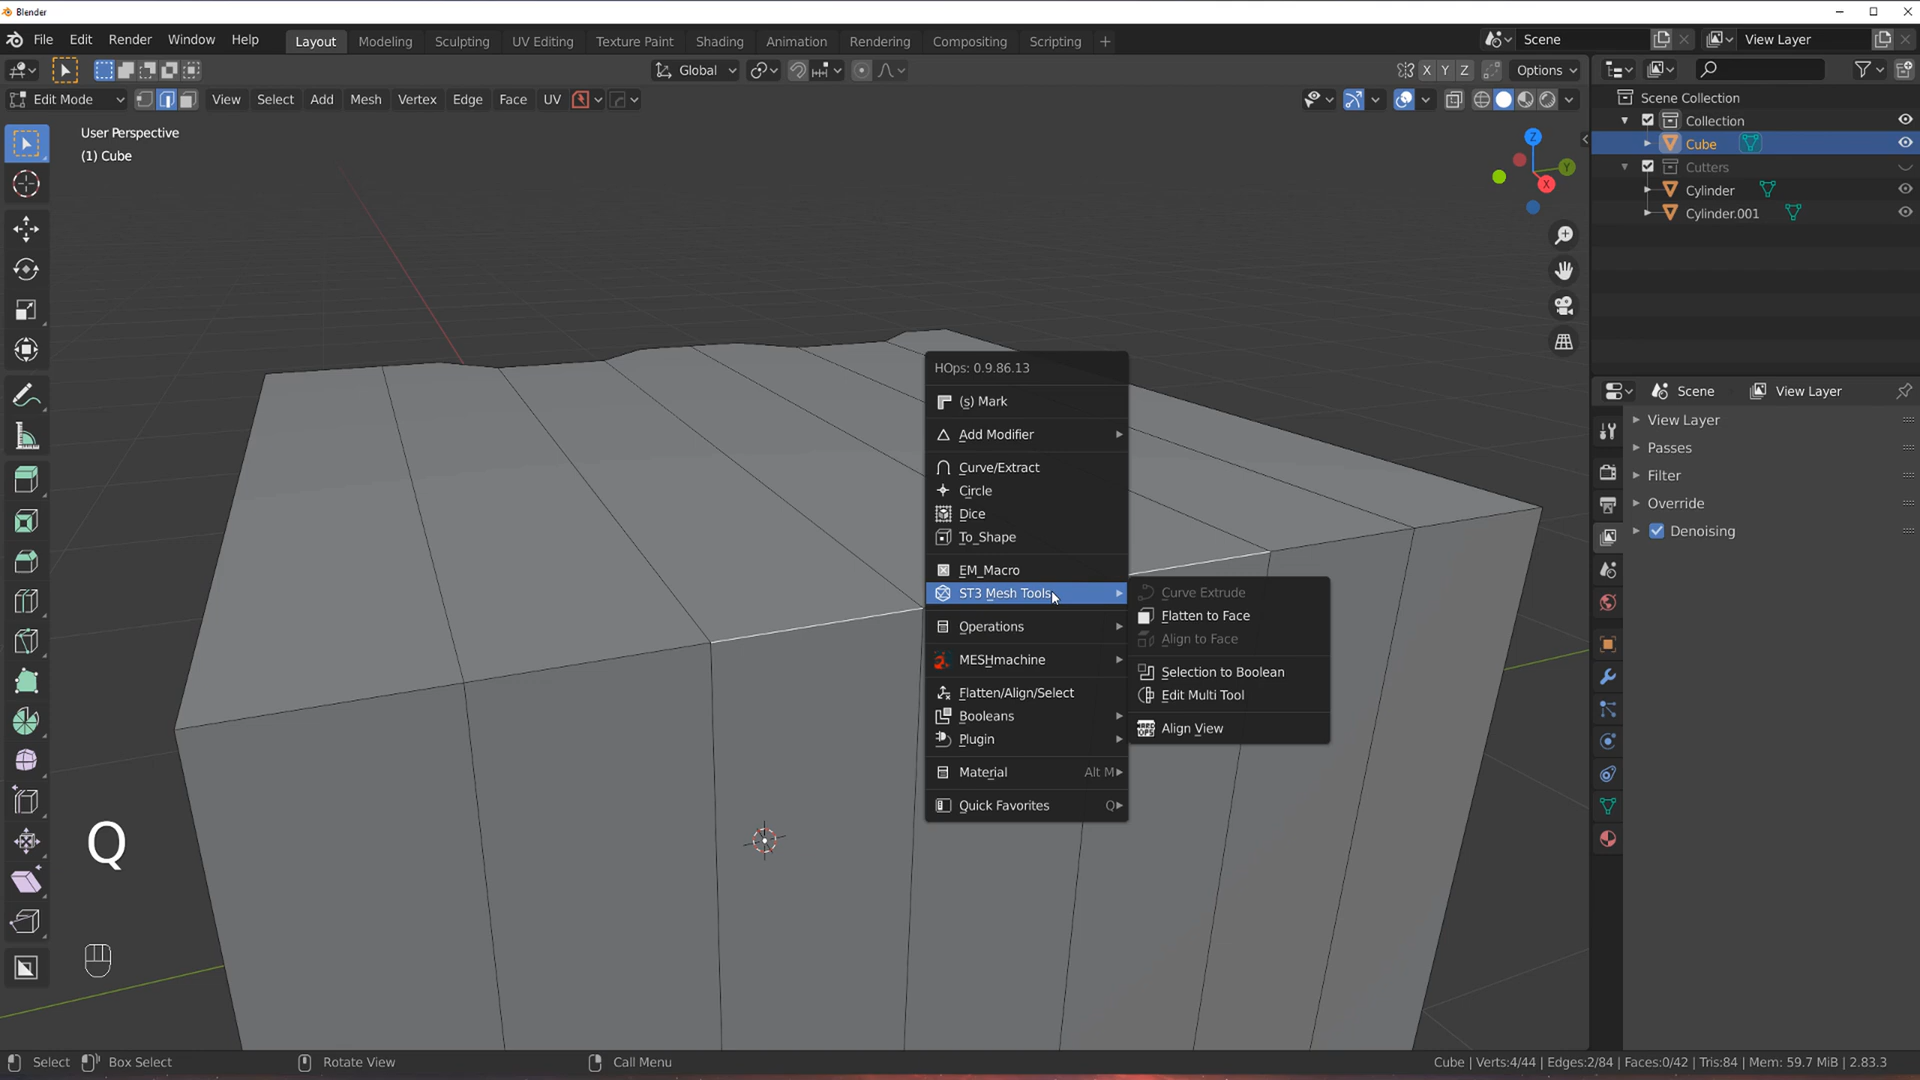 Blender
File Edit Render Window Help Layout Modeling Sculpting UV Editing Texture Paint Shading Animation Rendering Compositing Scripting + Scene View Layer
Global X Y Z Options
Edit Mode View Select Add Mesh Vertex Edge Face UV
User Perspective
(1) Cube
Z
Y
X
Scene Collection
Collection
Cube
Cutters
Cylinder
Cylinder.001
Scene View Layer
View Layer
Passes
Filter
Override
Denoising
HOps: 0.9.86.13
(s) Mark
Add Modifier
Curve/Extract
Circle
Dice
To_Shape
EM_Macro
ST3 Mesh Tools
Operations
MESHmachine
Flatten/Align/Select
Booleans
Plugin
Material Alt M
Quick Favorites Q
Curve Extrude
Flatten to Face
Align to Face
Selection to Boolean
Edit Multi Tool
Align View
Q
Select Box Select Rotate View Call Menu Cube | Verts:4/44 | Edges:2/84 | Faces:0/42 | Tris:84 | Mem: 59.7 MiB | 2.83.3